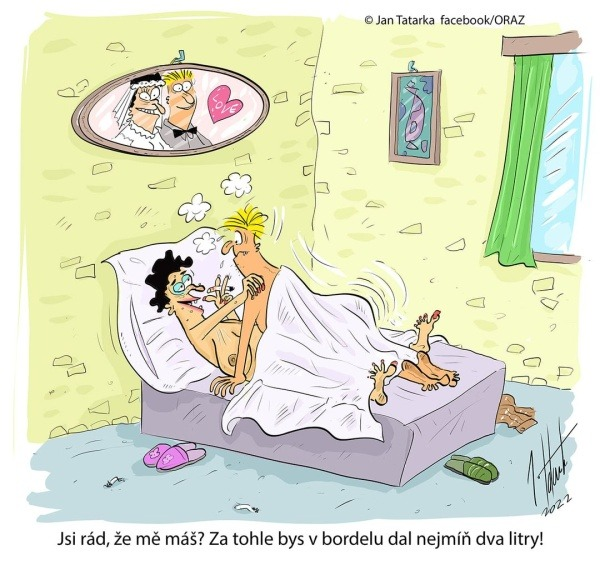 © Jan Tatarka facebook/ORAZ
LOVE
2022
Jsi rád, že mě máš? Za tohle bys v bordelu dal nejmíň dva litry!